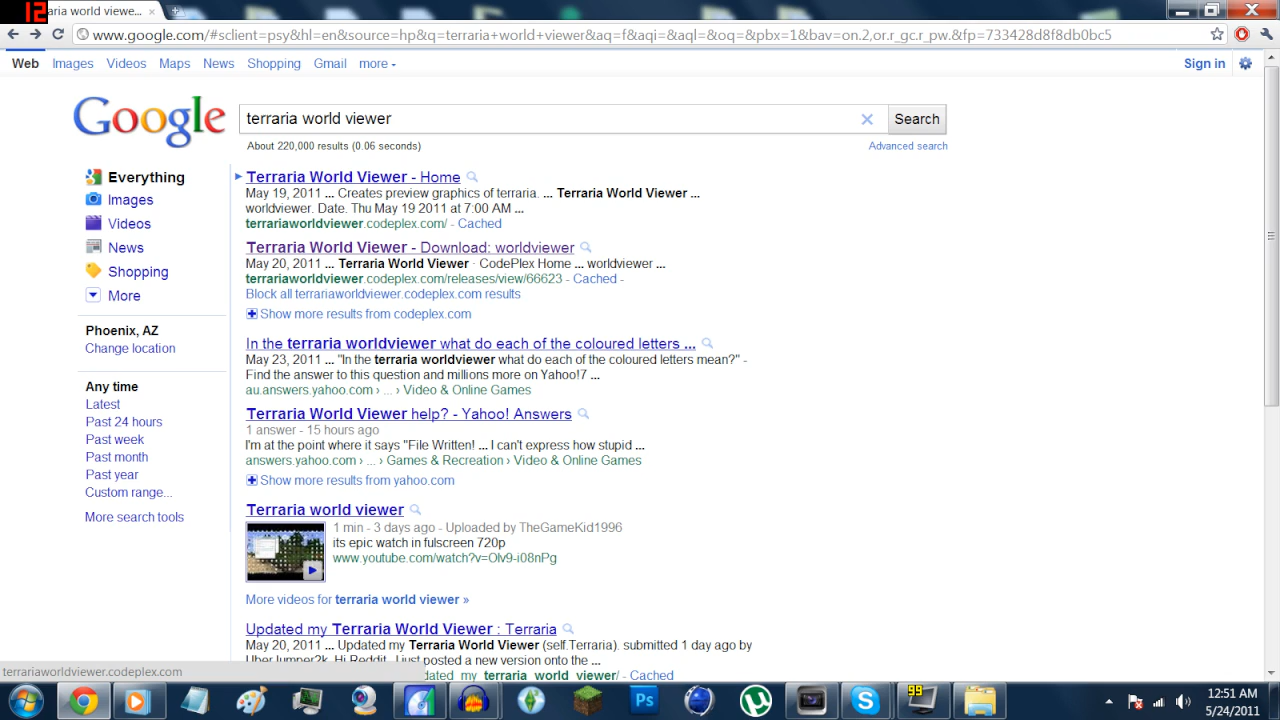 12
aria world viewe...
www.google.com/#sclient=psy&hl=en&source=hp&q=terraria+world+viewer&aq=f&aqi=&aql=&oq=&pbx=1&bav=on.2,or.r_gc.r_pw.&fp=733428d8f8db0bc5
Web Images Videos Maps News Shopping Gmail more Sign in
Google
terraria world viewer
Search
About 220,000 results (0.06 seconds)
Advanced search
Everything
Images
Videos
News
Shopping
More
Phoenix, AZ
Change location
Any time
Latest
Past 24 hours
Past week
Past month
Past year
Custom range...
More search tools
Terraria World Viewer - Home
May 19, 2011 ... Creates preview graphics of terraria. ... Terraria World Viewer ...
worldviewer. Date. Thu May 19 2011 at 7:00 AM ...
terrariaworldviewer.codeplex.com/ - Cached
Terraria World Viewer - Download: worldviewer
May 20, 2011 ... Terraria World Viewer · CodePlex Home ... worldviewer ...
terrariaworldviewer.codeplex.com/releases/view/66623 - Cached -
Block all terrariaworldviewer.codeplex.com results
Show more results from codeplex.com
In the terraria worldviewer what do each of the coloured letters ...
May 23, 2011 ... "In the terraria worldviewer what do each of the coloured letters mean?" -
Find the answer to this question and millions more on Yahoo!7 ...
au.answers.yahoo.com › ... › Video & Online Games
Terraria World Viewer help? - Yahoo! Answers
1 answer - 15 hours ago
I'm at the point where it says "File Written! ... I can't express how stupid ...
answers.yahoo.com › ... › Games & Recreation › Video & Online Games
Show more results from yahoo.com
Terraria world viewer
1 min - 3 days ago - Uploaded by TheGameKid1996
its epic watch in fulscreen 720p
www.youtube.com/watch?v=Olv9-i08nPg
More videos for terraria world viewer »
Updated my Terraria World Viewer : Terraria
May 20, 2011 ... Updated my Terraria World Viewer (self.Terraria). submitted 1 day ago by
UberJumper2k. Hi Reddit, I just posted a new version onto the ...
dated_my_terraria_world_viewer/ - Cached
terrariaworldviewer.codeplex.com
Ps
99
12:51 AM
5/24/2011